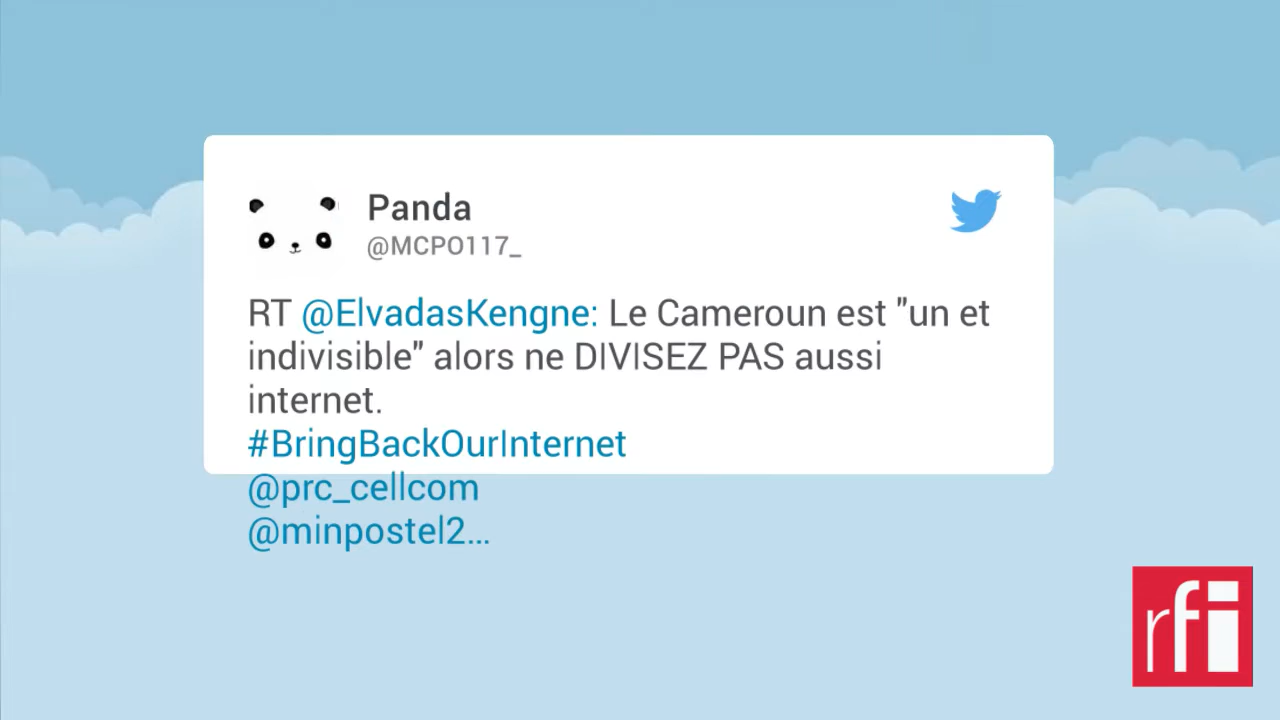 Panda
@MCPO117_
RT @ElvadasKengne: Le Cameroun est "un et
indivisible" alors ne DIVISEZ PAS aussi
internet.
#BringBackOurInternet
@prc_cellcom
@minpostel2...
rfi